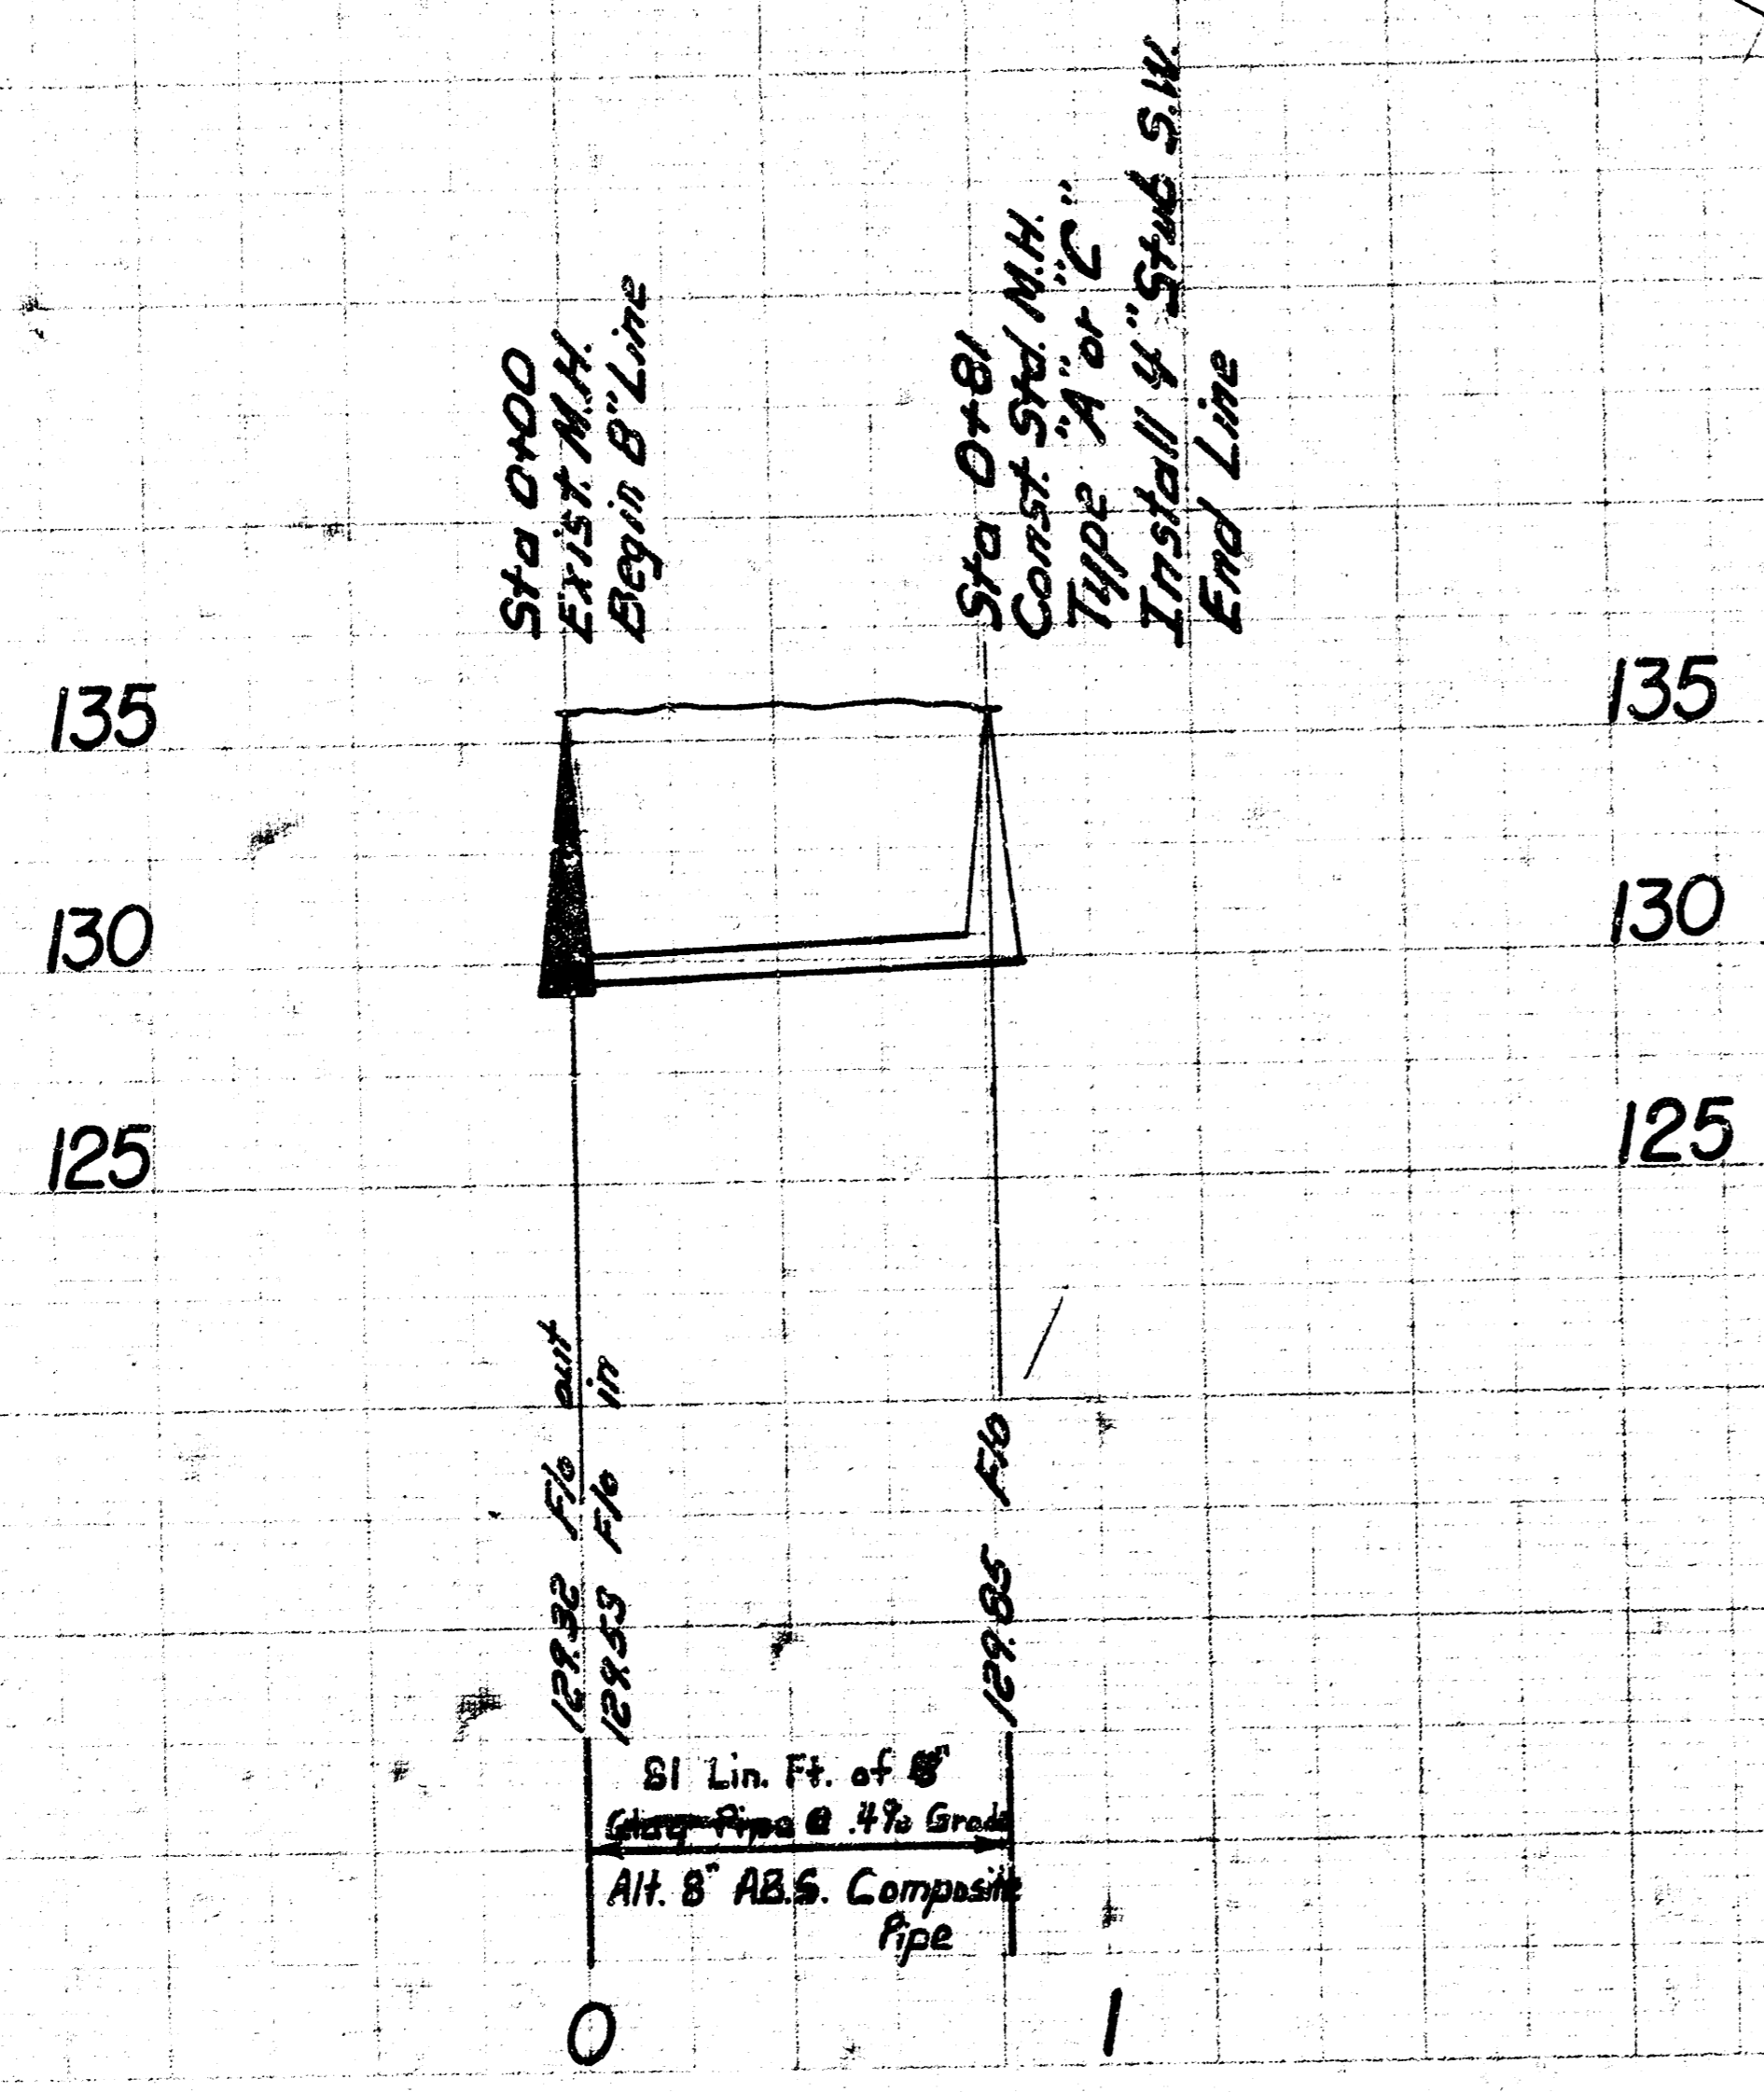 Sta 0+00
Exist. M.H.
Begin 8" Line
Sta 0+81
Const. Std. M.H.
Type "A" or "C"
Install 4" Stub S.W.
End Line
135
135
130
130
125
125
129.32 F/o out
129.53 F/o in
129.85 F/o
81 Lin. Ft. of 8"
Pipe @ .4% Grade
Alt. 8" A.B.S. Composite
Pipe
0
1